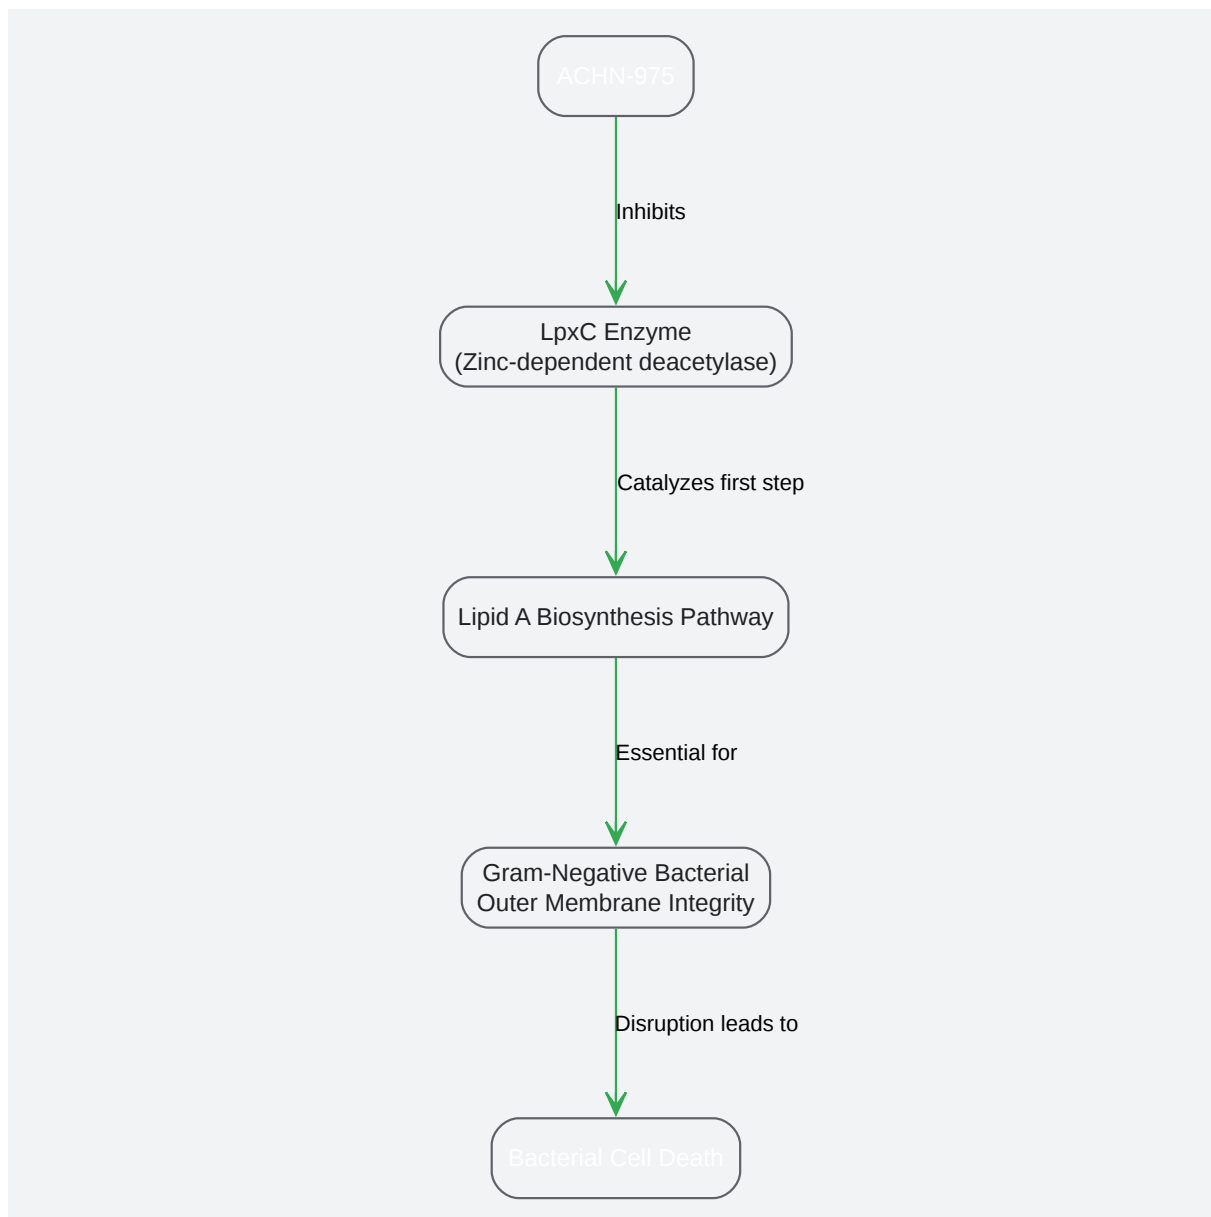 ACHN-975
Inhibits
LpxC Enzyme
(Zinc-dependent deacetylase)
Catalyzes first step
Lipid A Biosynthesis Pathway
Essential for
Gram-Negative Bacterial
Outer Membrane Integrity
Disruption leads to
Bacterial Cell Death